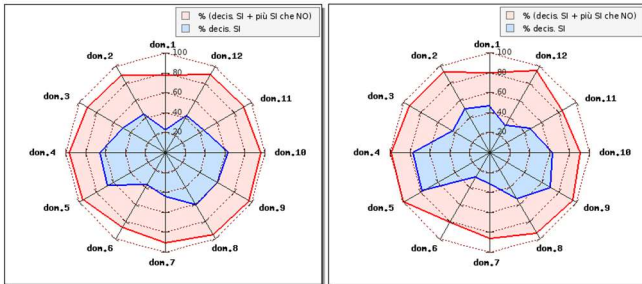 % (decis. SI + più SI che NO)
% decis. SI
dom.1
dom.2
dom.3
dom.4
dom.5
dom.6
dom.7
dom.8
dom.9
dom.10
dom.11
dom.12
100
80
60
40
20
% (decis. SI + più SI che NO)
% decis. SI
dom.1
dom.2
dom.3
dom.4
dom.5
dom.6
dom.7
dom.8
dom.9
dom.10
dom.11
dom.12
100
80
60
40
20